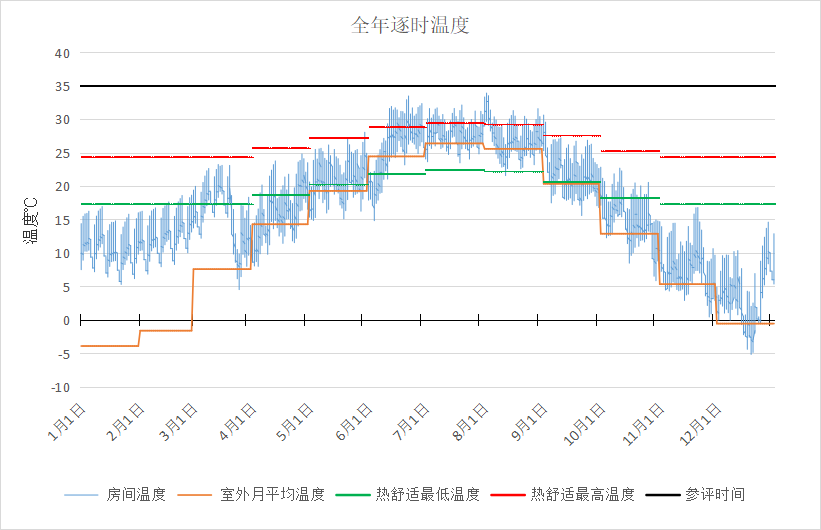 全年逐时温度
温度℃
40
35
30
25
20
15
10
5
0
-5
-10
1月1日
2月1日
3月1日
4月1日
5月1日
6月1日
7月1日
8月1日
9月1日
10月1日
11月1日
12月1日
房间温度 室外月平均温度 热舒适最低温度 热舒适最高温度 参评时间